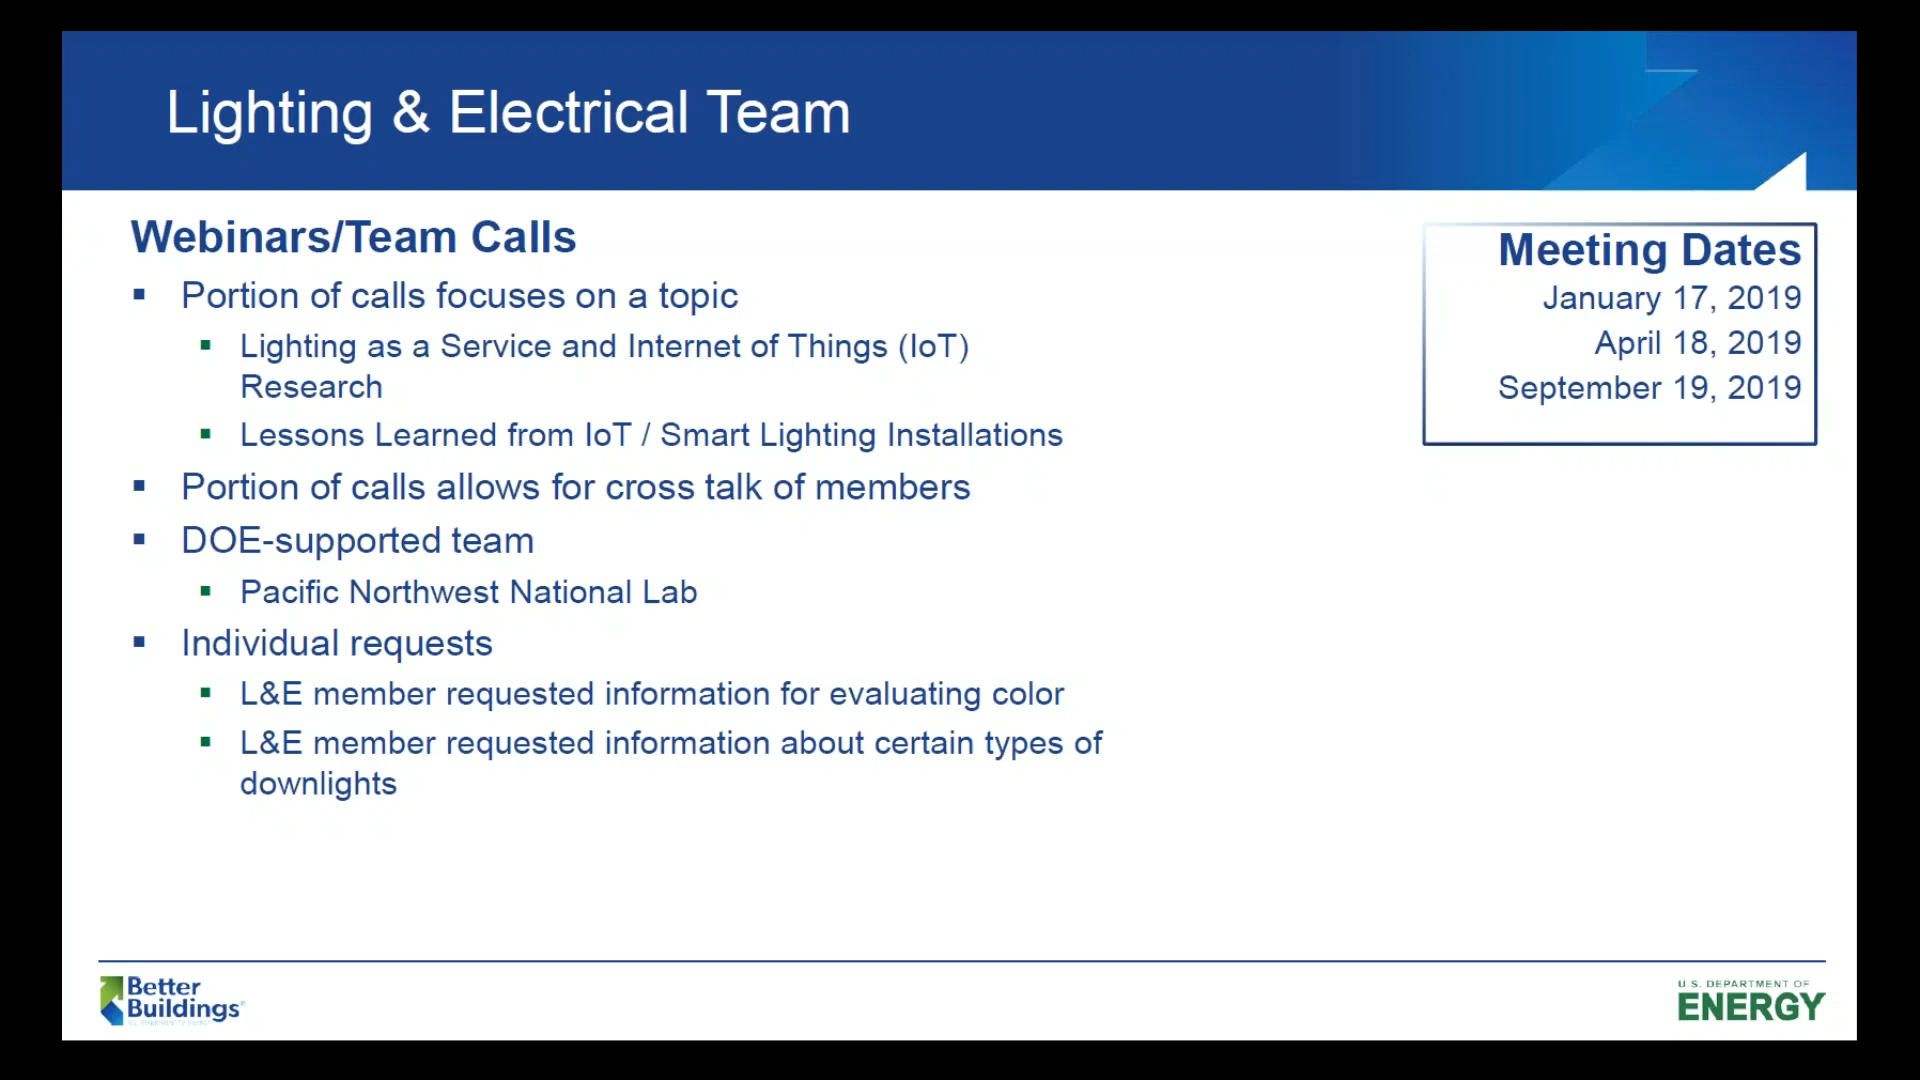 Lighting & Electrical Team
Webinars/Team Calls
Portion of calls focuses on a topic
Lighting as a Service and Internet of Things (IoT)
Research
Lessons Learned from IoT / Smart Lighting Installations
Portion of calls allows for cross talk of members
DOE-supported team
Pacific Northwest National Lab
Individual requests
L&E member requested information for evaluating color
L&E member requested information about certain types of
downlights
Meeting Dates
January 17, 2019
April 18, 2019
September 19, 2019
Better
Buildings®
U.S. DEPARTMENT OF
ENERGY